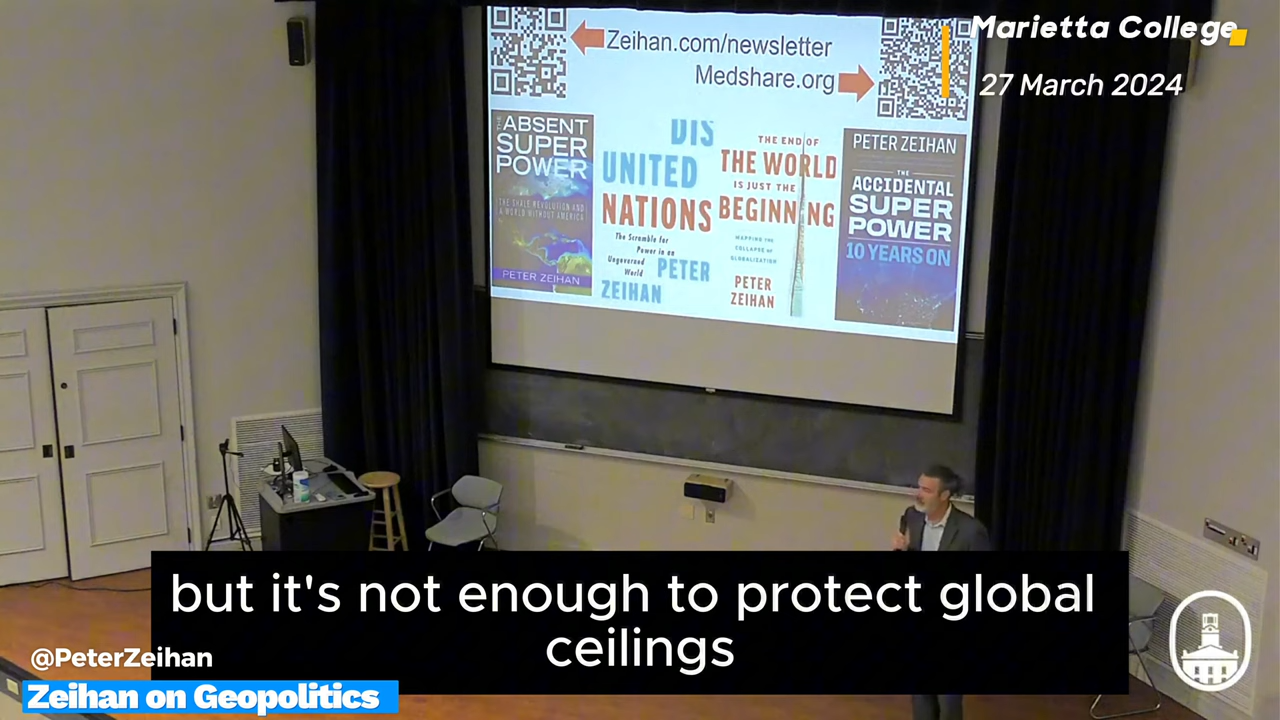 Zeihan.com/newsletter
Medshare.org
Marietta College
27 March 2024
THE
ABSENT
SUPER
POWER
THE SHALE REVOLUTION AND
A WORLD WITHOUT AMERICA
PETER ZEIHAN
DIS
UNITED
NATIONS
The Scramble for
Power in an
Ungoverned
World
PETER
ZEIHAN
THE END OF
THE WORLD
IS JUST THE
BEGINNING
MAPPING THE
COLLAPSE OF
GLOBALIZATION
PETER
ZEIHAN
PETER ZEIHAN
THE
ACCIDENTAL
SUPER
POWER
10 YEARS ON
but it's not enough to protect global
ceilings
@PeterZeihan
Zeihan on Geopolitics